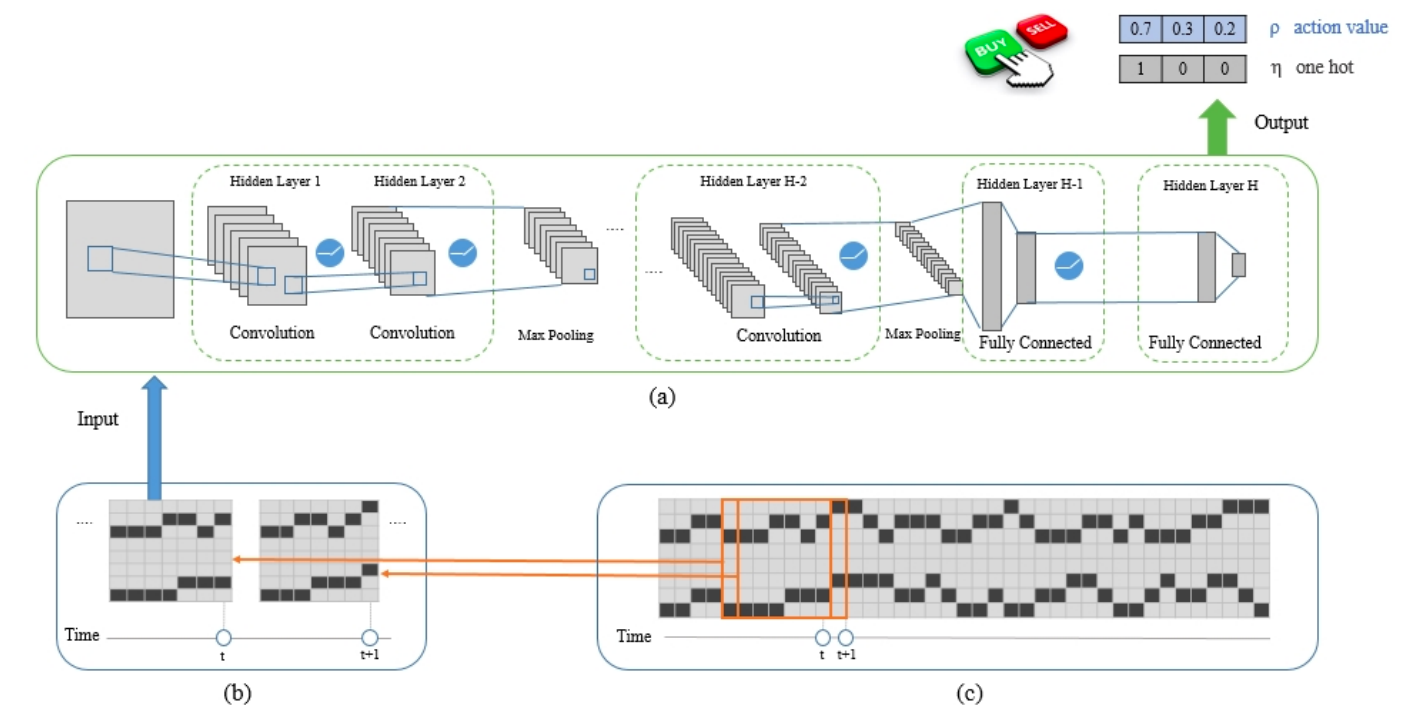 BUY
SELL
0.7 0.3 0.2 ρ action value
1 0 0 η one hot
Output
Hidden Layer 1
Hidden Layer 2
Hidden Layer H-2
Hidden Layer H-1
Hidden Layer H
....
....
Convolution
Convolution
Max Pooling
Convolution
Max Pooling
Fully Connected
Fully Connected
(a)
Input
....
....
Time
t
t+1
(b)
Time
t
t+1
(c)